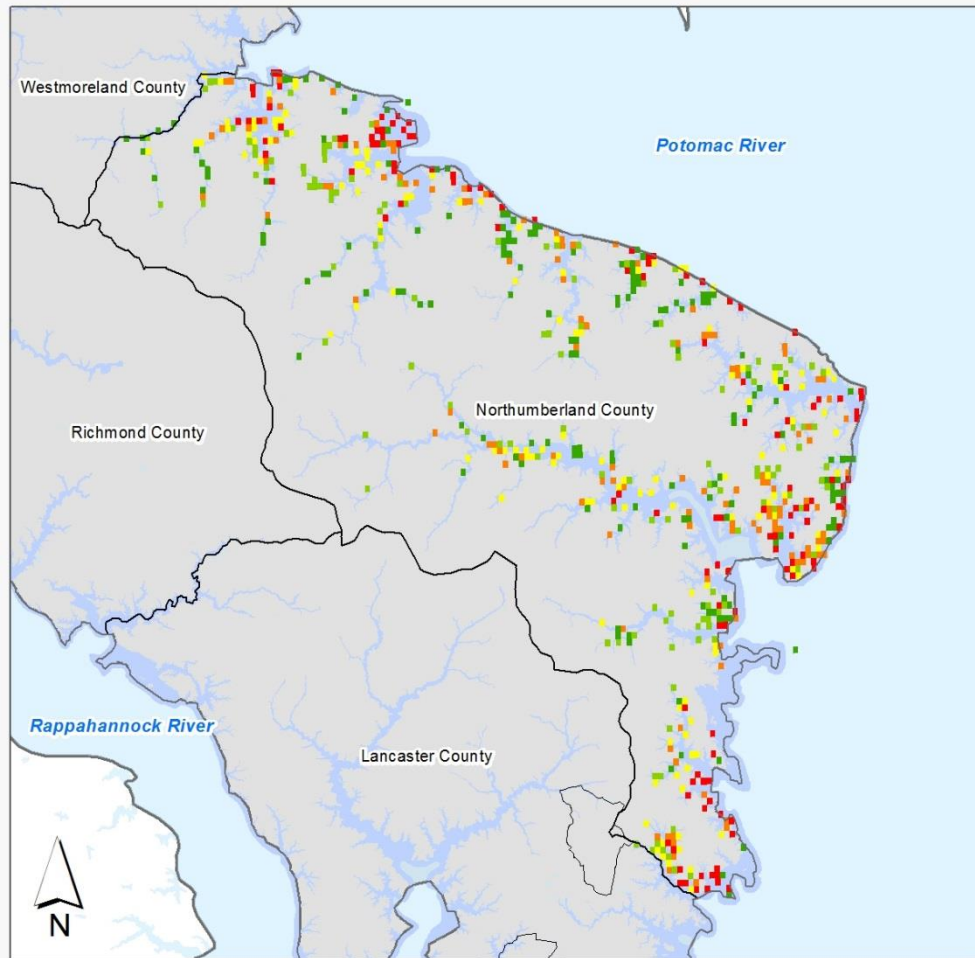 Westmoreland County
Potomac River
Northumberland County
Richmond County
Rappahannock River
Lancaster County
N